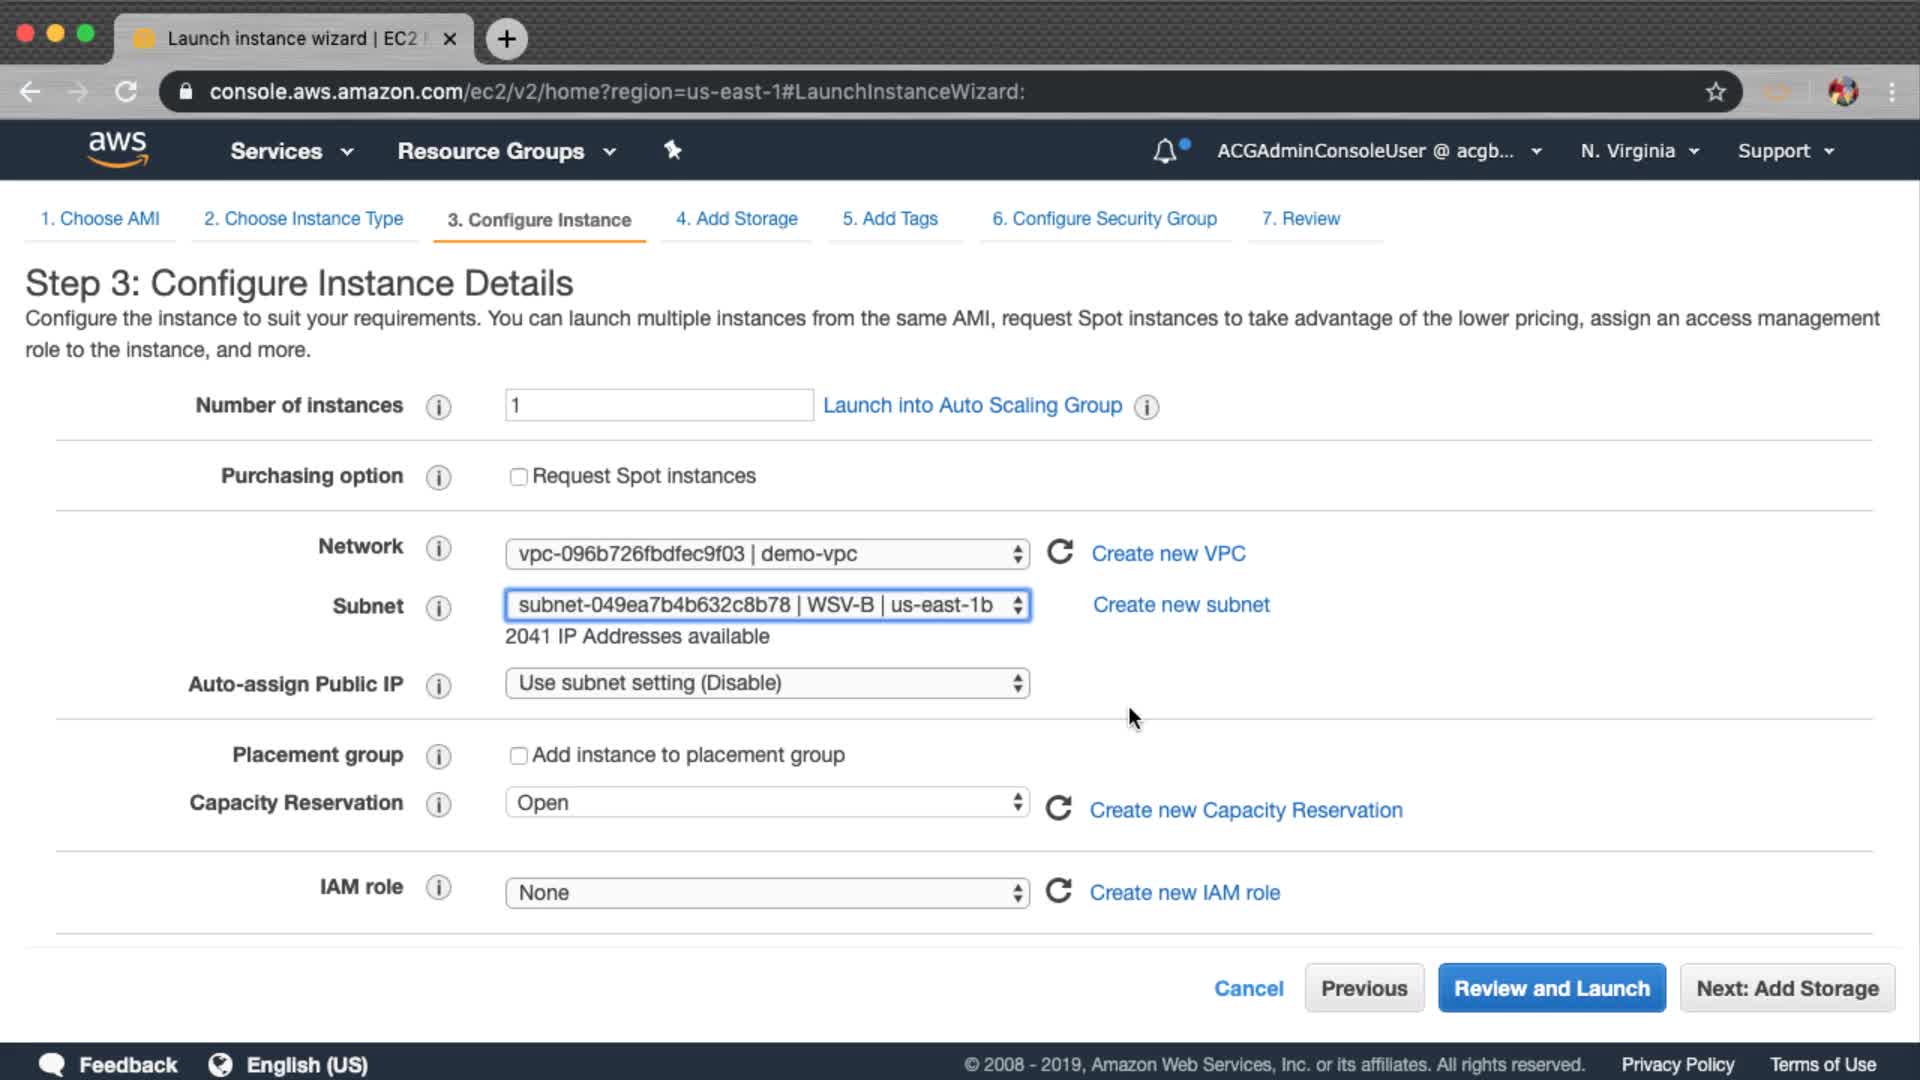 Launch instance wizard | EC2
console.aws.amazon.com/ec2/v2/home?region=us-east-1#LaunchInstanceWizard:
aws
Services
Resource Groups
ACGAdminConsoleUser @ acgb...
N. Virginia
Support
1. Choose AMI
2. Choose Instance Type
3. Configure Instance
4. Add Storage
5. Add Tags
6. Configure Security Group
7. Review
Step 3: Configure Instance Details
Configure the instance to suit your requirements. You can launch multiple instances from the same AMI, request Spot instances to take advantage of the lower pricing, assign an access management
role to the instance, and more.
Number of instances
1
Launch into Auto Scaling Group
Purchasing option
Request Spot instances
Network
vpc-096b726fbdfec9f03 | demo-vpc
Create new VPC
Subnet
subnet-049ea7b4b632c8b78 | WSV-B | us-east-1b
Create new subnet
2041 IP Addresses available
Auto-assign Public IP
Use subnet setting (Disable)
Placement group
Add instance to placement group
Capacity Reservation
Open
Create new Capacity Reservation
IAM role
None
Create new IAM role
Cancel
Previous
Review and Launch
Next: Add Storage
Feedback
English (US)
© 2008 - 2019, Amazon Web Services, Inc. or its affiliates. All rights reserved.
Privacy Policy
Terms of Use